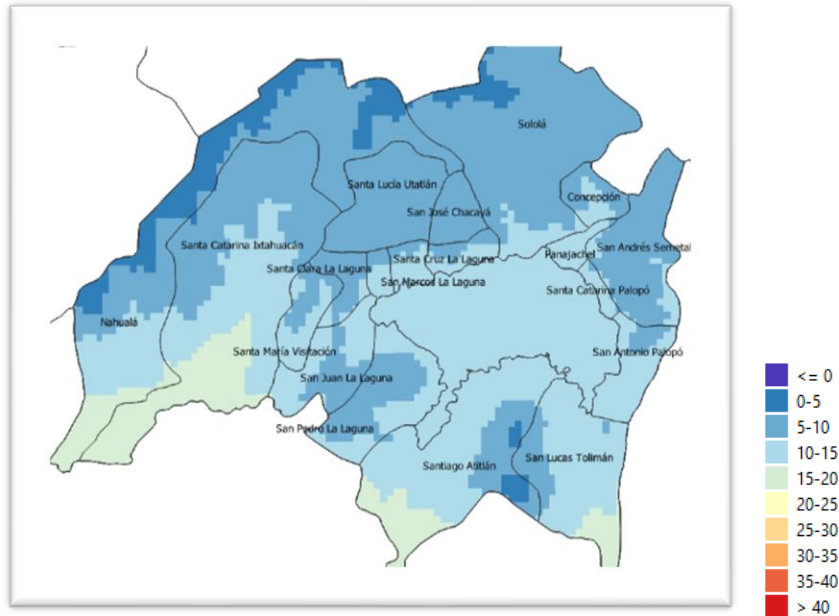 Sololá
Santa Lucía Utatlán
Concepción
San José Chacayá
Santa Catarina Ixtahuacán
San Andrés Semetabaj
Panajachel
Santa Cruz La Laguna
Santa Clara La Laguna
San Marcos La Laguna
Santa Catarina Palopó
Nahualá
Santa María Visitación
San Antonio Palopó
San Juan La Laguna
San Pedro La Laguna
Santiago Atitlán
San Lucas Tolimán
<= 0
0-5
5-10
10-15
15-20
20-25
25-30
30-35
35-40
> 40